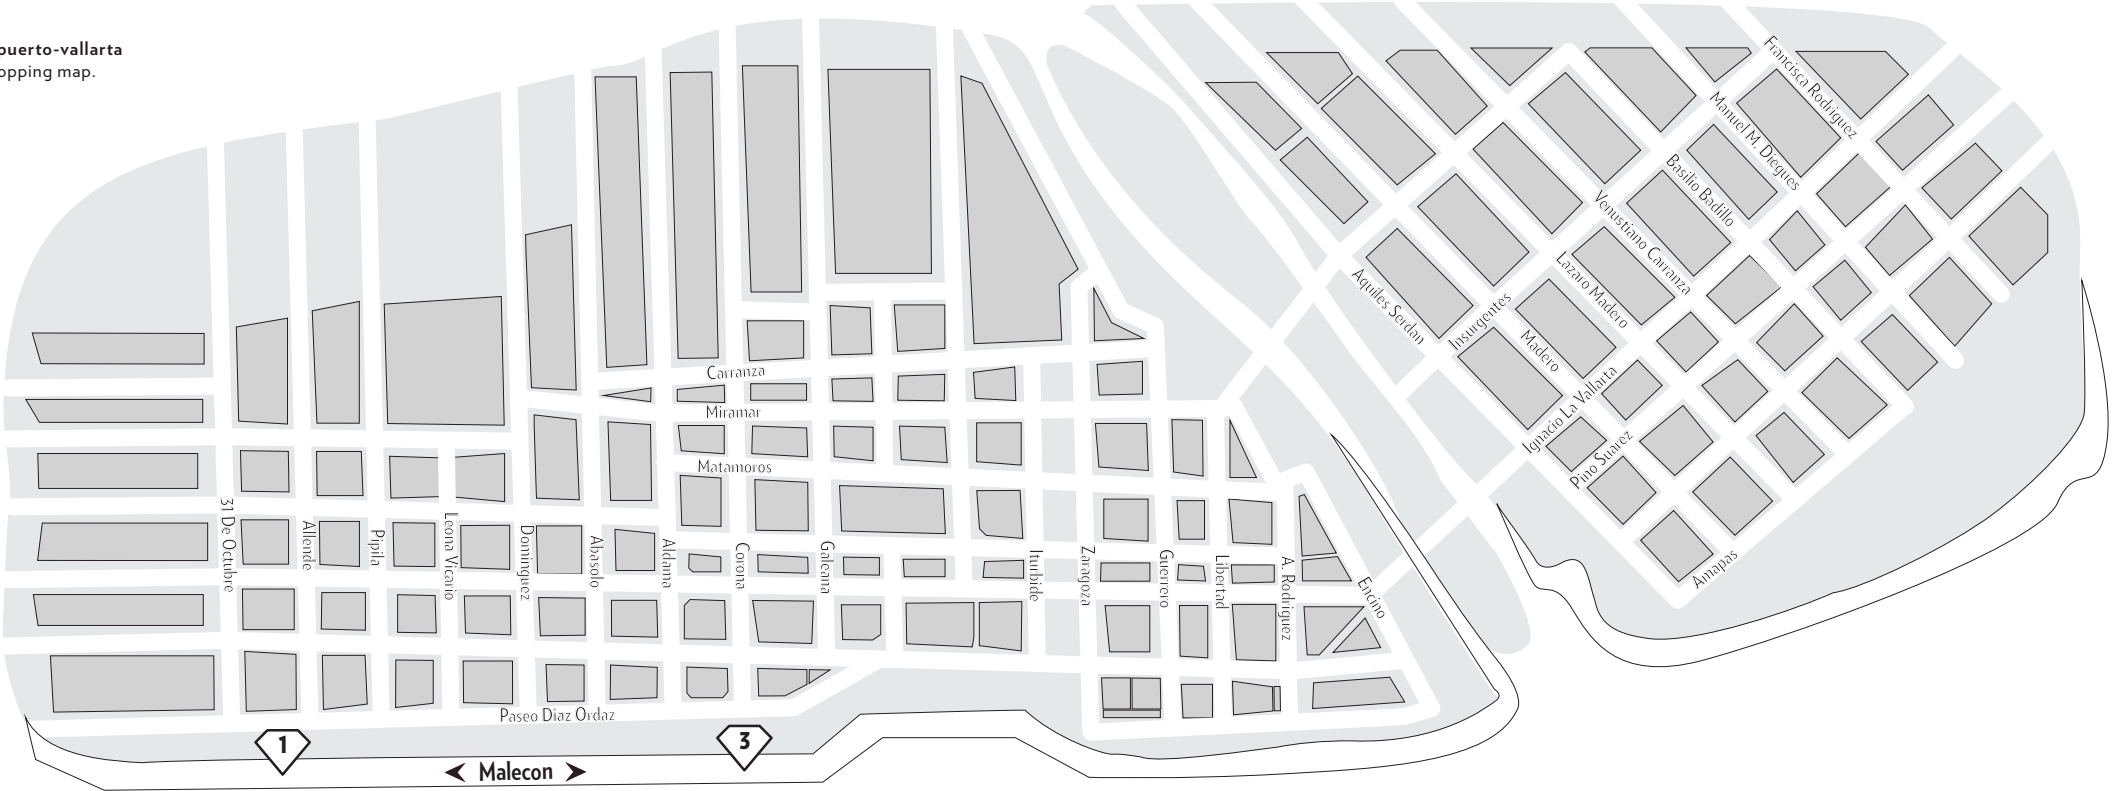 puerto-vallarta
opping map.
Francisca Rodriguez
Manuel M. Diegues
Basilio Badillo
Venustiano Carranza
Lazaro Madero
Aquiles Serdan
Insurgentes
Madero
Ignacio La Vallarta
Pino Suarez
Amapas
Carranza
Miramar
Matamoros
31 De Octubre
Allende
Pipila
Leona Vicario
Dominguez
Abasolo
Aldama
Corona
Galeana
Iturbide
Zaragoza
Guerrero
Libertad
A. Rodriguez
Encino
Paseo Diaz Ordaz
1
3
Malecon